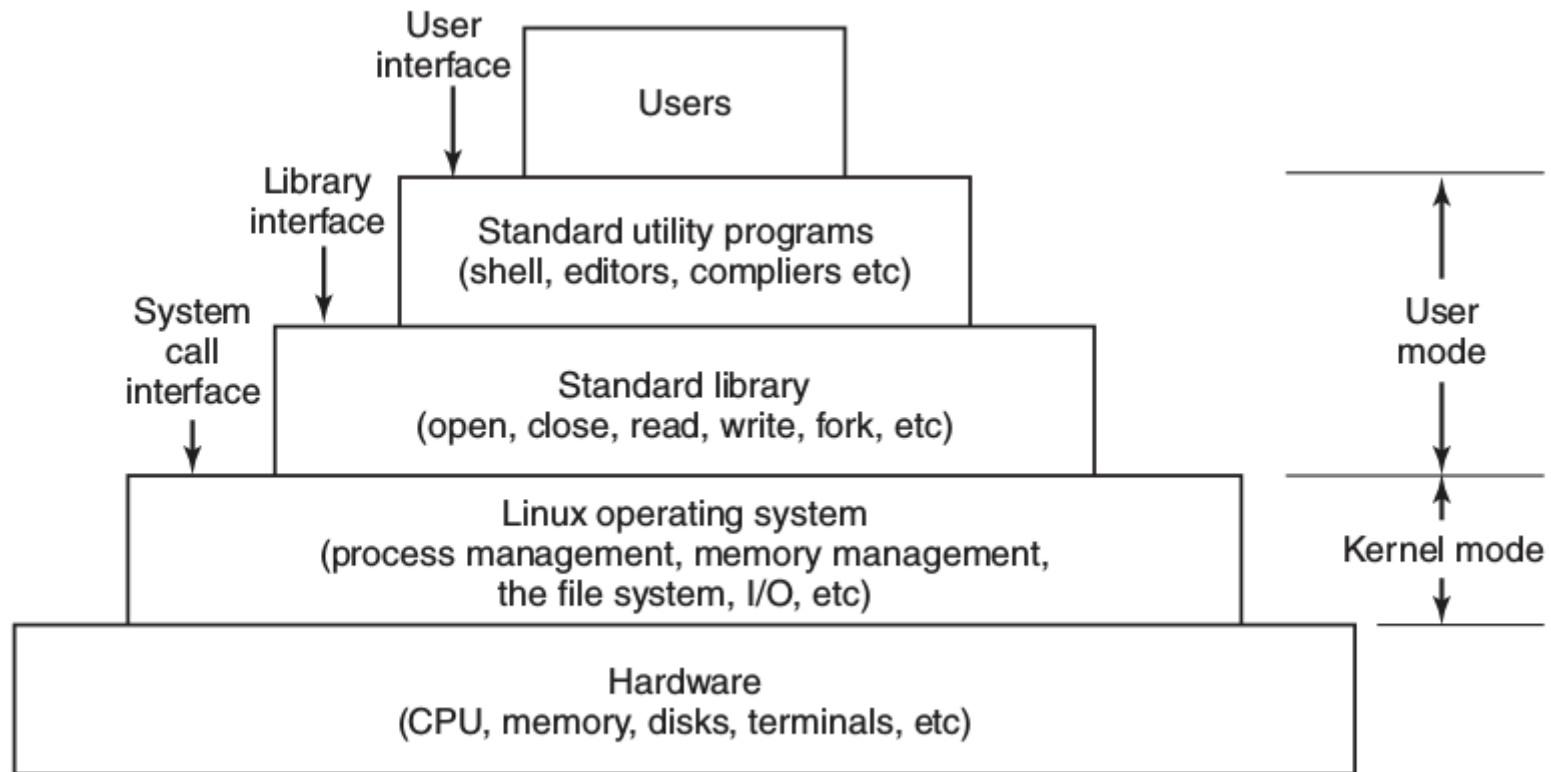 User
interface
Users
Library
interface
Standard utility programs
(shell, editors, compliers etc)
System
call
interface
User
mode
Standard library
(open, close, read, write, fork, etc)
Linux operating system
(process management, memory management,
the file system, I/O, etc)
Kernel mode
Hardware
(CPU, memory, disks, terminals, etc)